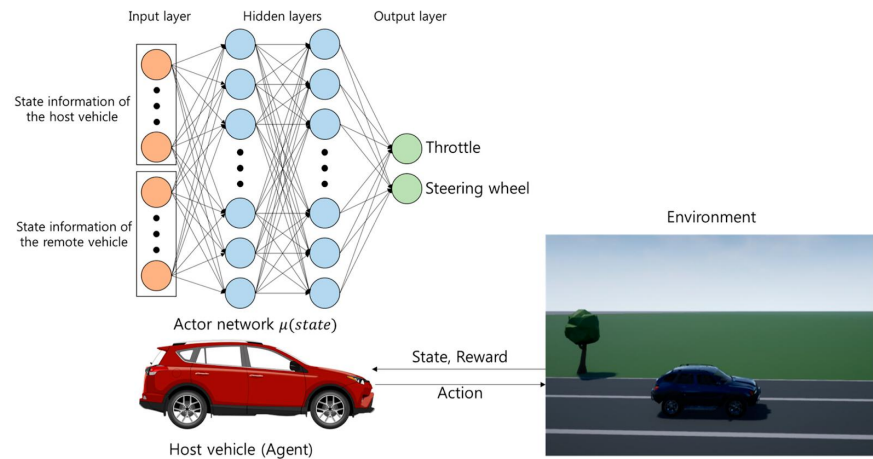 Input layer
Hidden layers
Output layer
State information of
the host vehicle
Throttle
Steering wheel
State information of
the remote vehicle
Environment
Actor network μ(state)
State, Reward
Action
Host vehicle (Agent)